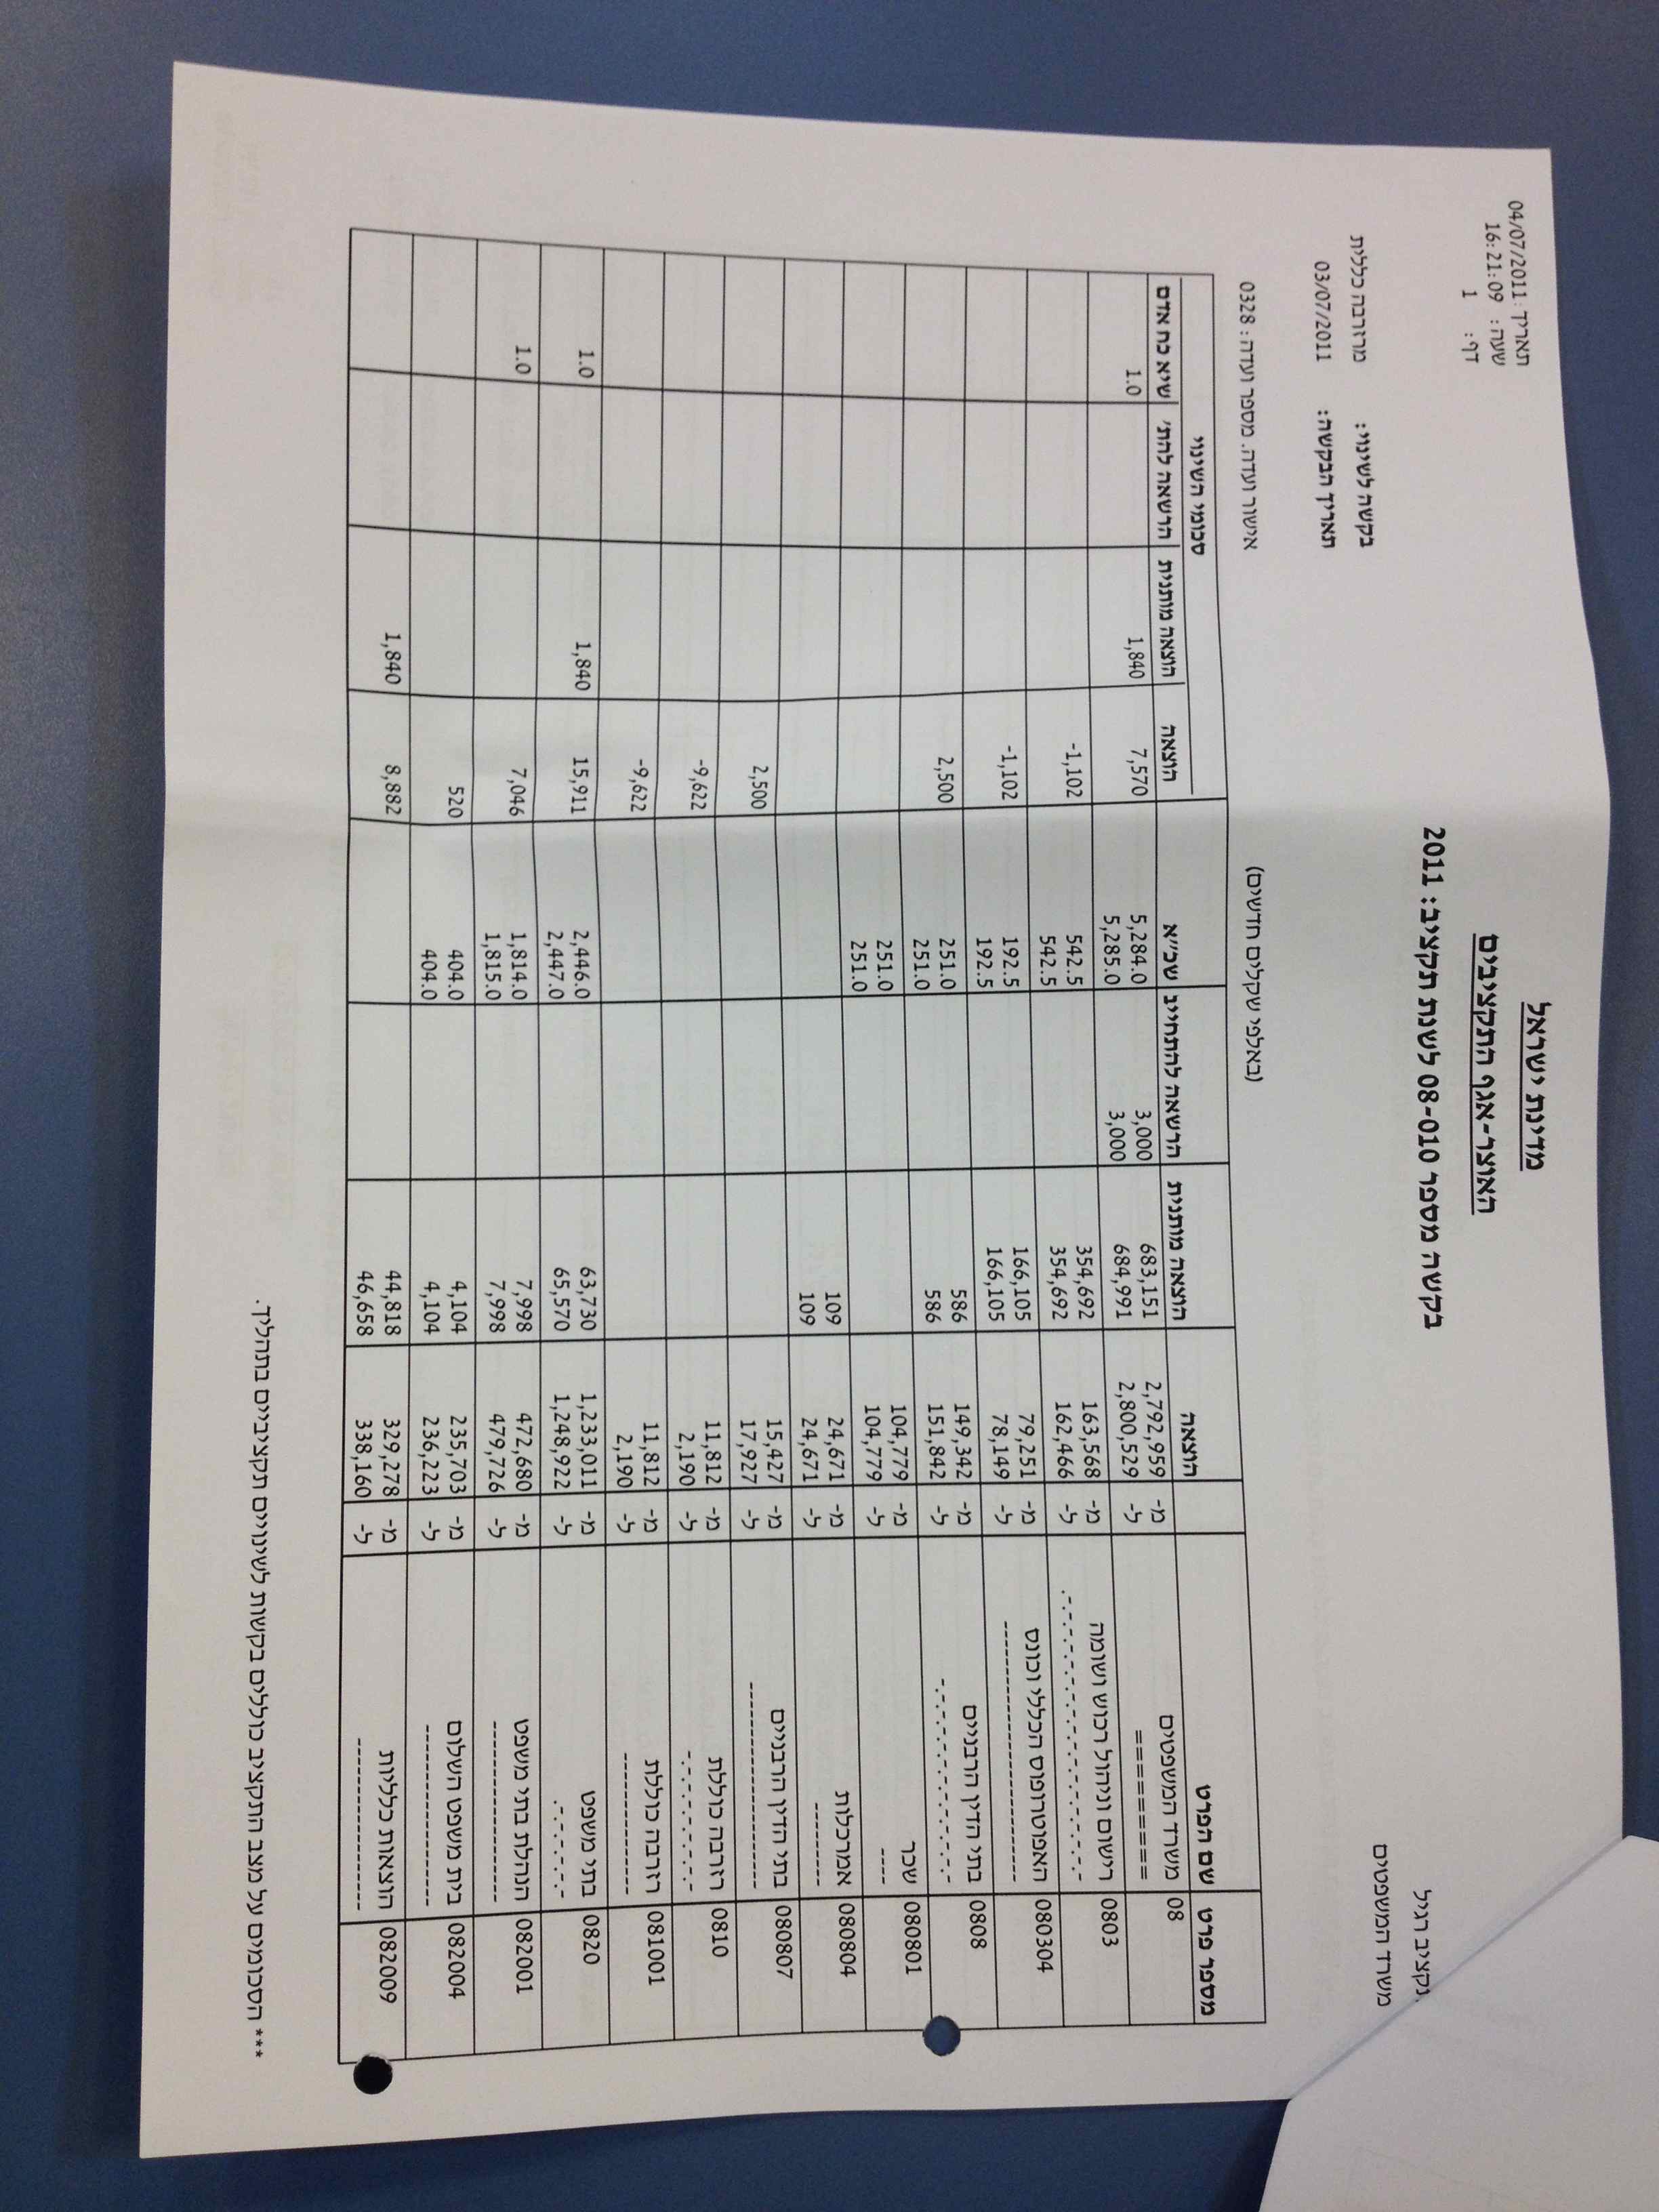 תאריך: 04/07/2011
שעה: 16:21:09
דף: 1
מדינת ישראל
האוצר-אגף התקציבים
בקשה מספר 08-010 לשנת תקציב: 2011
תקציב רגיל
משרד המשפטים
בקשה לשינוי: מרזרבה כללית
תאריך הבקשה: 03/07/2011
(באלפי שקלים חדשים)
אישור ועדה. מספר ועדה: 0328
סכומי השינוי
מספר פרט שם הפרט הוצאה הוצאה מותנית הרשאה להתחייב שכ"א הוצאה הוצאה מותנית הרשאה להת' שיא כח אדם
08 משרד המשפטים מ- 2,792,959 683,151 3,000 5,284.0 7,570 1,840 1.0
========= ל- 2,800,529 684,991 3,000 5,285.0
0803 רישום וניהול רכוש ושומה מ- 163,568 354,692 542.5 -1,102
ל- 162,466 354,692 542.5
080304 האפוטרופוס הכללי וכונס מ- 79,251 166,105 192.5 -1,102
ל- 78,149 166,105 192.5
0808 בתי הדין הרבניים מ- 149,342 586 251.0 2,500
ל- 151,842 586 251.0
080801 שכר מ- 104,779 251.0
ל- 104,779 251.0
080804 אמרכלות מ- 24,671 109
ל- 24,671 109
080807 בתי הדין הרבניים מ- 15,427 2,500
ל- 17,927
0810 רזרבה כוללת מ- 11,812 -9,622
ל- 2,190
081001 רזרבה כוללת מ- 11,812 -9,622
ל- 2,190
0820 בתי משפט מ- 1,233,011 63,730 2,446.0 15,911 1,840 1.0
ל- 1,248,922 65,570 2,447.0
082001 הנהלת בתי משפט מ- 472,680 7,998 1,814.0 7,046 1.0
ל- 479,726 7,998 1,815.0
082004 בית משפט השלום מ- 235,703 4,104 404.0 520
ל- 236,223 4,104 404.0
082009 הוצאות כלליות מ- 329,278 44,818 8,882 1,840
ל- 338,160 46,658
*** הסכומים על מצב התקציב כוללים בקשות לשינויים תקציביים בתהליך.